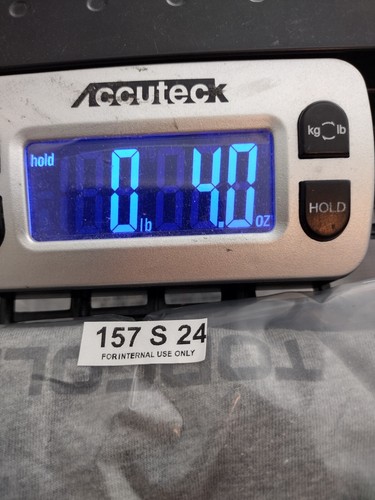 Accuteck
kg lb
hold
0 lb 4.0 oz
HOLD
157 S 24
FOR INTERNAL USE ONLY